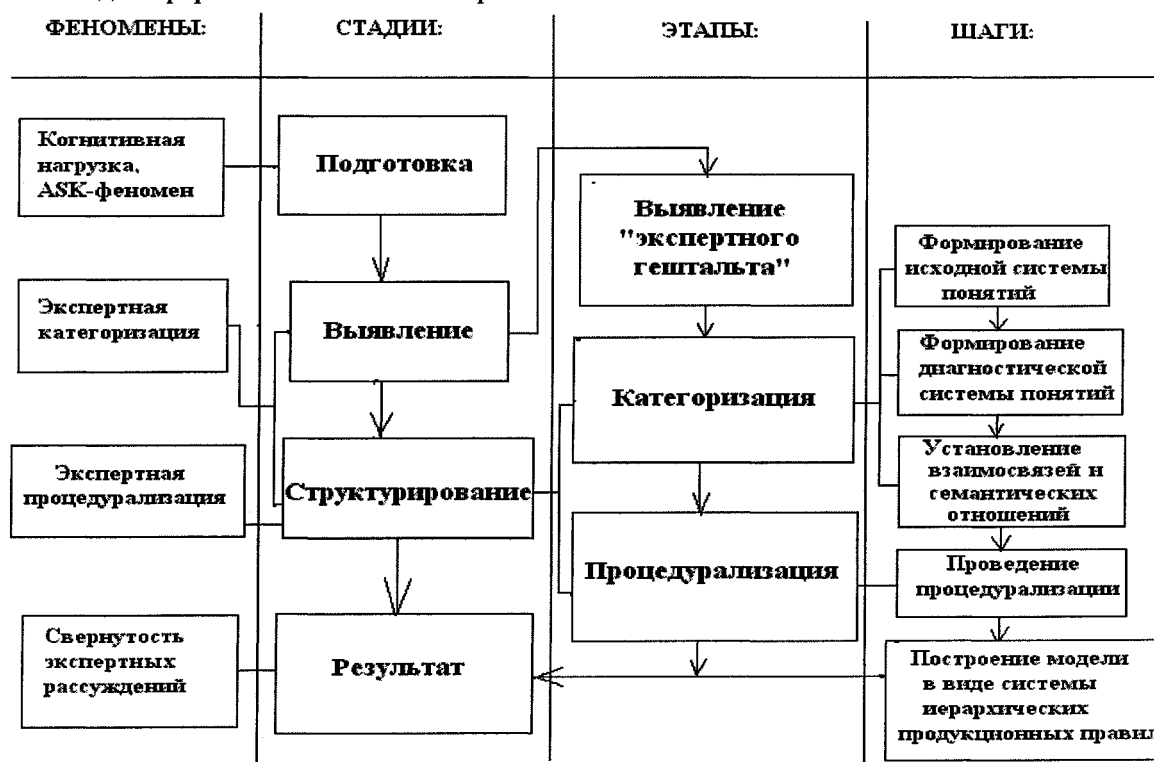 ФЕНОМЕНЫ:
СТАДИИ:
ЭТАПЫ:
ШАГИ:
Когнитивная
нагрузка,
ASK-феномен
Экспертная
категоризация
Экспертная
процедурализация
Свернутость
экспертных
рассуждений
Подготовка
Выявление
Структурирование
Результат
Выявление
"экспертного
гештальта"
Категоризация
Процедурализация
Формирование
исходной системы
понятий
Формирование
диагностической
системы понятий
Установление
взаимосвязей и
семантических
отношений
Проведение
процедурализации
Построение модели
в виде системы
иерархических
продукционных правил